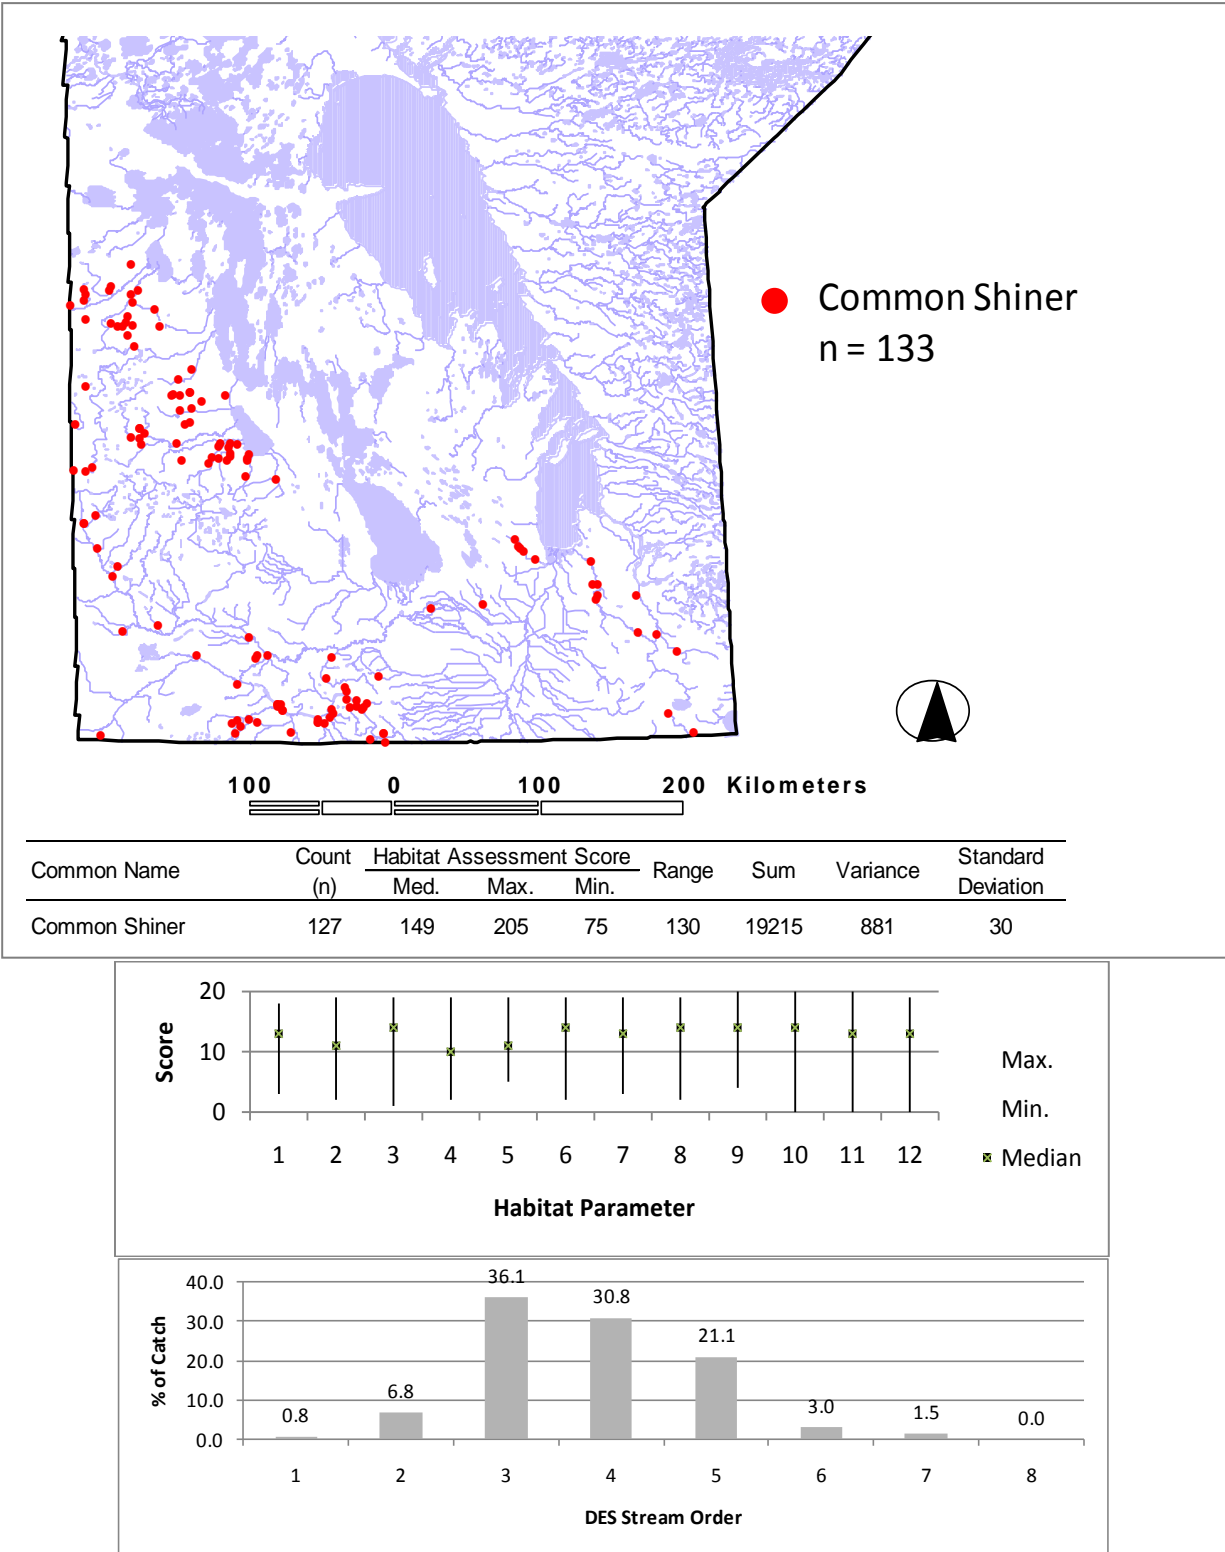 Common Shiner
n = 133
100 0 100 200 Kilometers
Common Name Count (n) Habitat Assessment Score Range Sum Variance Standard Deviation
Med. Max. Min.
Common Shiner 127 149 205 75 130 19215 881 30
20
10
0
Score
1 2 3 4 5 6 7 8 9 10 11 12
Habitat Parameter
Max.
Min.
Median
40.0
30.0
20.0
10.0
0.0
% of Catch
0.8 6.8 36.1 30.8 21.1 3.0 1.5 0.0
1 2 3 4 5 6 7 8
DES Stream Order